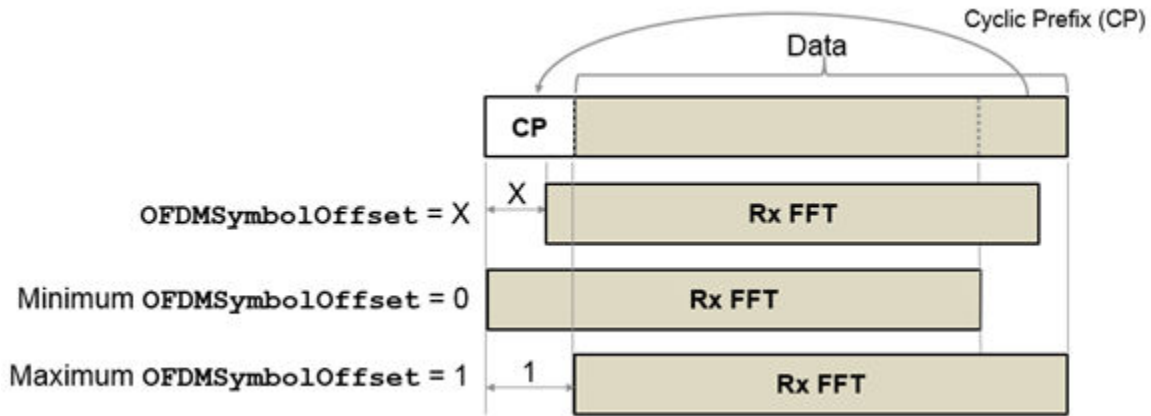 Cyclic Prefix (CP)
Data
CP
X
OFDMSymbolOffset = X
Rx FFT
Minimum OFDMSymbolOffset = 0
Rx FFT
Maximum OFDMSymbolOffset = 1
1
Rx FFT